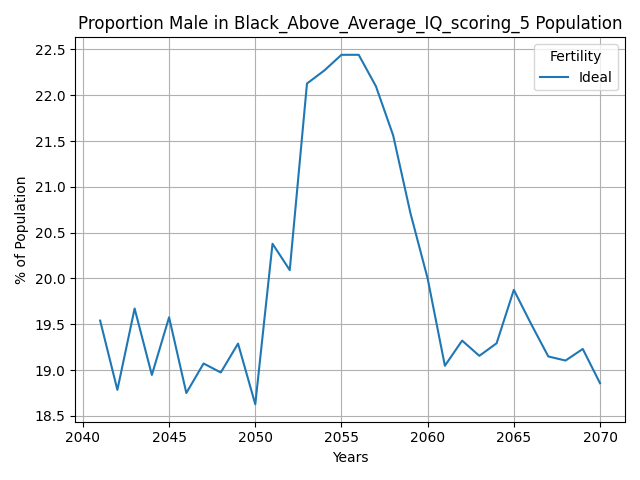 Proportion Male in Black_Above_Average_IQ_scoring_5 Population
Fertility
Ideal
% of Population
22.5
22.0
21.5
21.0
20.5
20.0
19.5
19.0
18.5
2040 2045 2050 2055 2060 2065 2070
Years